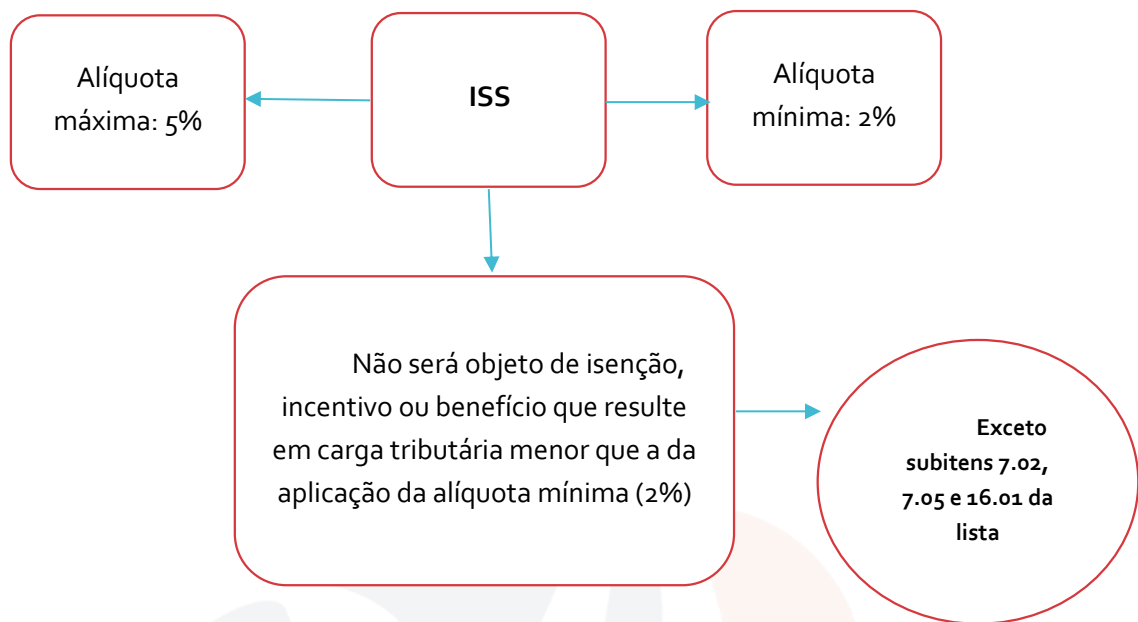 Alíquota
máxima: 5%
ISS
Alíquota
mínima: 2%
Não será objeto de isenção,
incentivo ou benefício que resulte
em carga tributária menor que a da
aplicação da alíquota mínima (2%)
Exceto
subitens 7.02,
7.05 e 16.01 da
lista